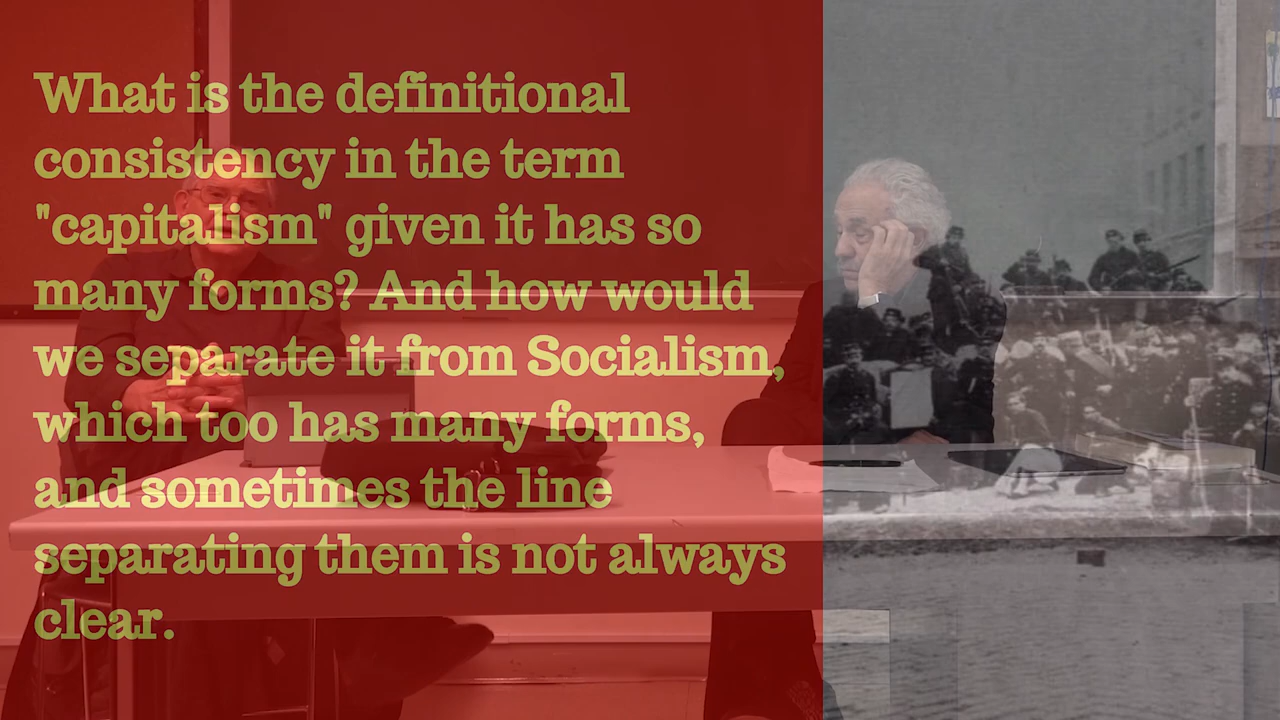 What is the definitional
consistency in the term
"capitalism" given it has so
many forms? And how would
we separate it from Socialism,
which too has many forms,
and sometimes the line
separating them is not always
clear.